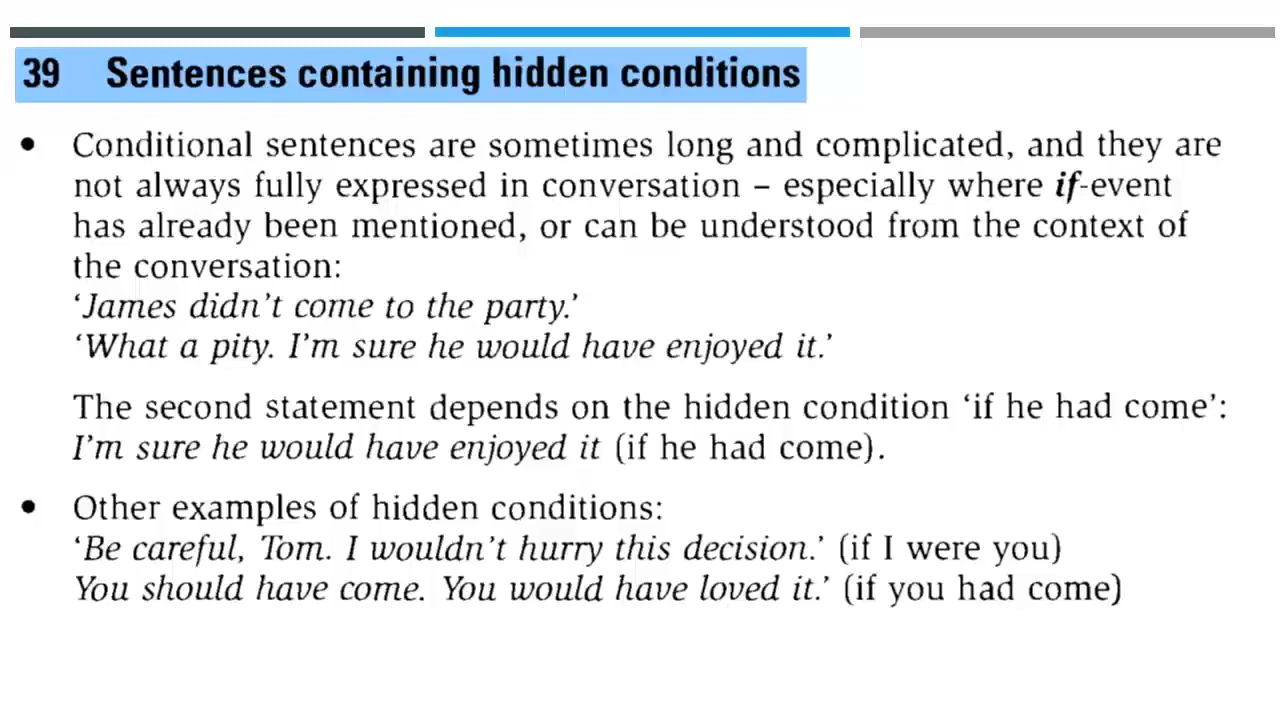 39 Sentences containing hidden conditions
• Conditional sentences are sometimes long and complicated, and they are
not always fully expressed in conversation – especially where if-event
has already been mentioned, or can be understood from the context of
the conversation:
‘James didn’t come to the party.’
‘What a pity. I’m sure he would have enjoyed it.’
The second statement depends on the hidden condition ‘if he had come’:
I’m sure he would have enjoyed it (if he had come).
• Other examples of hidden conditions:
‘Be careful, Tom. I wouldn’t hurry this decision.’ (if I were you)
You should have come. You would have loved it.’ (if you had come)